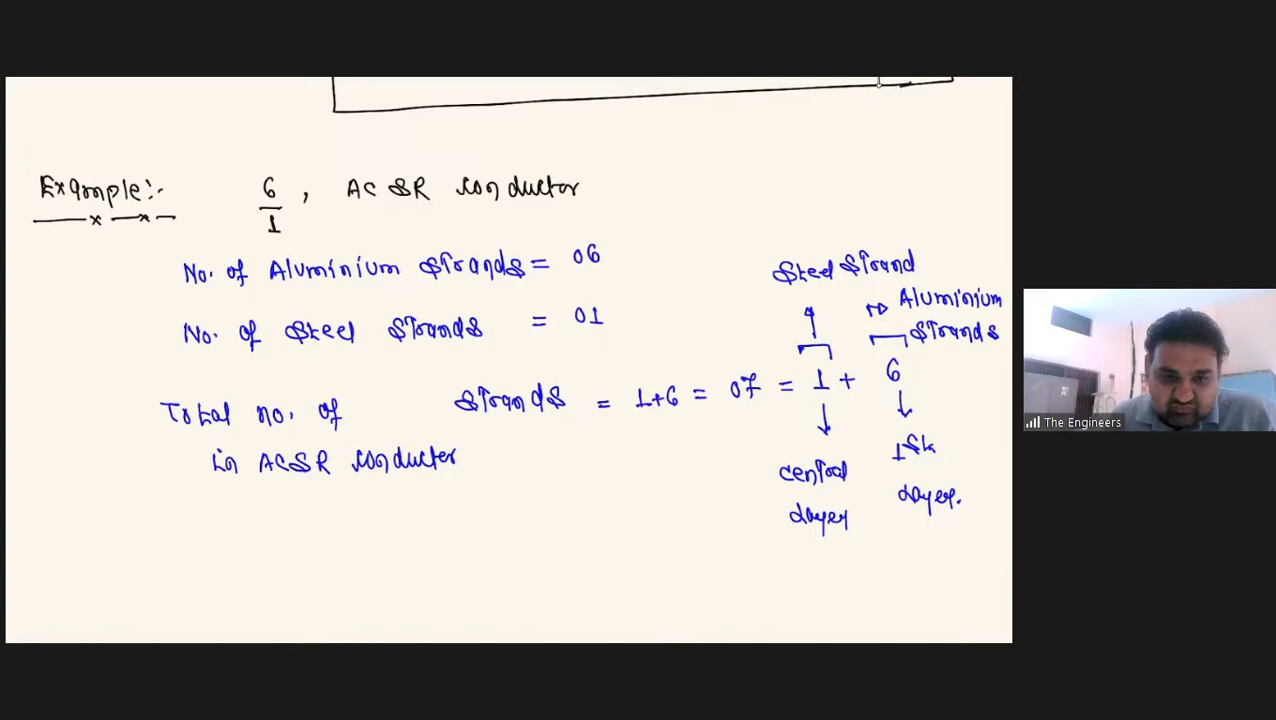 Example:- 6/1, ACSR conductor
No. of Aluminium Strands = 06
No. of Steel Strands = 01
Total no. of Strands = 1+6 = 07 = 1 + 6
in ACSR conductor
Steel Strand
Aluminium
Strands
central
Layer
1st
Layer.
The Engineers